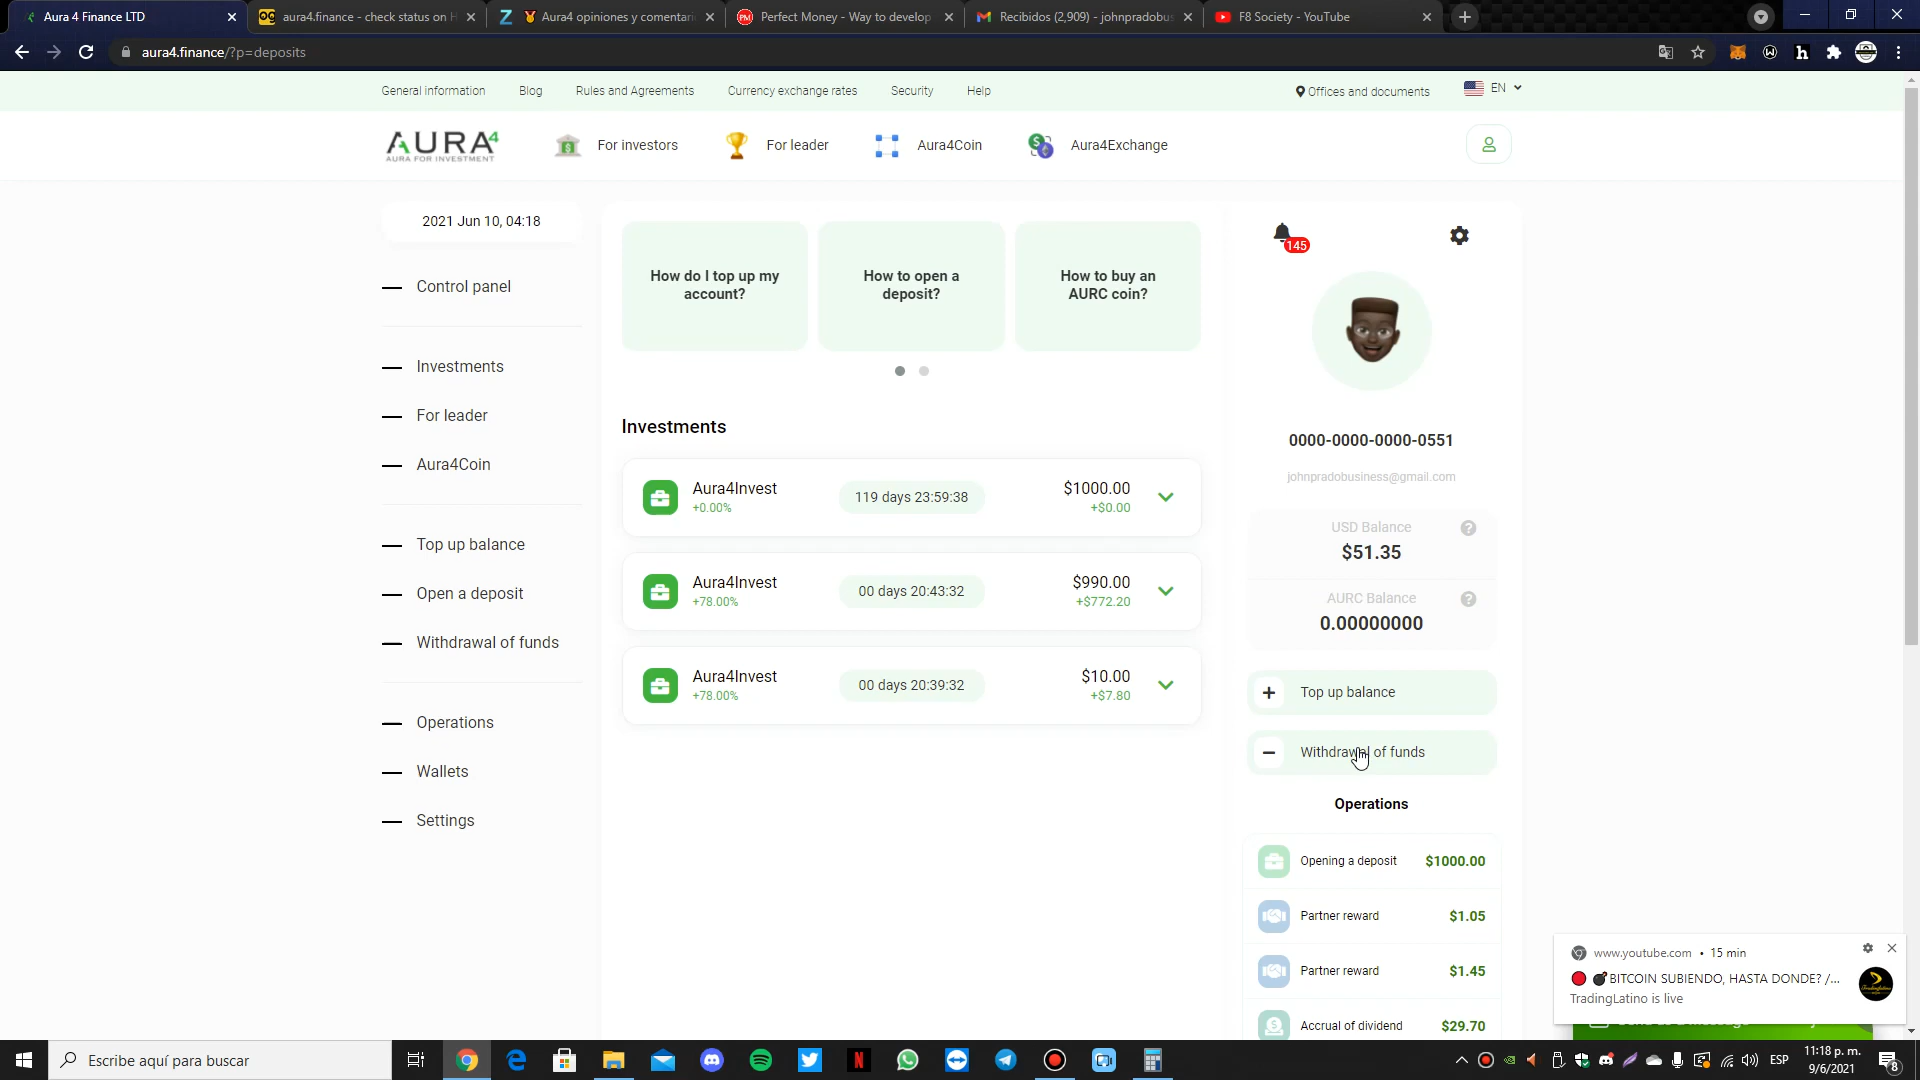 Aura 4 Finance LTD
aura4.finance - check status on H
Aura4 opiniones y comentari
Perfect Money - Way to develop
Recibidos (2,909) - johnpradobus
F8 Society - YouTube
aura4.finance/?p=deposits
General information
Blog
Rules and Agreements
Currency exchange rates
Security
Help
Offices and documents
EN
AURA4
AURA FOR INVESTMENT
For investors
For leader
Aura4Coin
Aura4Exchange
2021 Jun 10, 04:18
Control panel
Investments
For leader
Aura4Coin
Top up balance
Open a deposit
Withdrawal of funds
Operations
Wallets
Settings
How do I top up my
account?
How to open a
deposit?
How to buy an
AURC coin?
Investments
Aura4Invest
+0.00%
119 days 23:59:38
$1000.00
+$0.00
Aura4Invest
+78.00%
00 days 20:43:32
$990.00
+$772.20
Aura4Invest
+78.00%
00 days 20:39:32
$10.00
+$7.80
145
0000-0000-0000-0551
johnpradobusiness@gmail.com
USD Balance
$51.35
AURC Balance
0.00000000
Top up balance
Withdrawal of funds
Operations
Opening a deposit $1000.00
Partner reward $1.05
Partner reward $1.45
Accrual of dividend $29.70
www.youtube.com • 15 min
BITCOIN SUBIENDO, HASTA DONDE? /...
TradingLatino is live
Escribe aquí para buscar
ESP
11:18 p. m.
9/6/2021
8